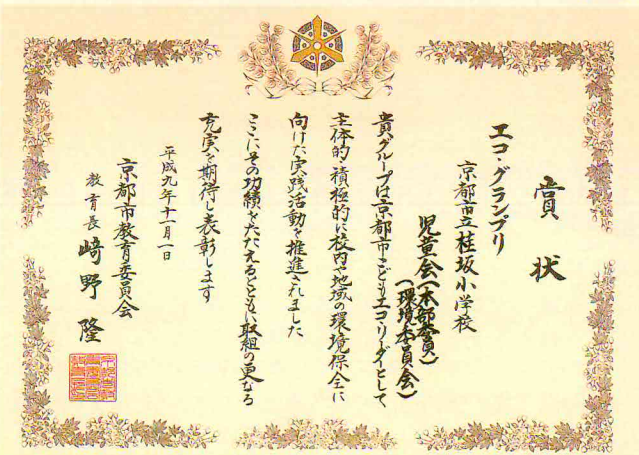 賞状
エコ・グランプリ
京都市立桂坂小学校
児童会(本部委員)
(環境委員会)
貴グループは京都市こどもエコ・リーダーとして
主体的・積極的に校内や地域の環境保全に
向けた実践活動を推進されました
ここにその功績をたたえるとともに取組の更なる
充実を期待し表彰します
平成九年十一月一日
京都市教育委員会
教育長 﨑野 隆